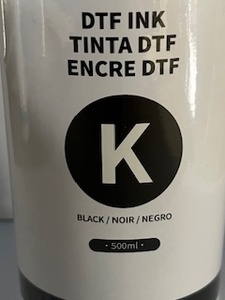 DTF INK
TINTA DTF
ENCRE DTF
K
BLACK / NOIR / NEGRO
• 500ml •